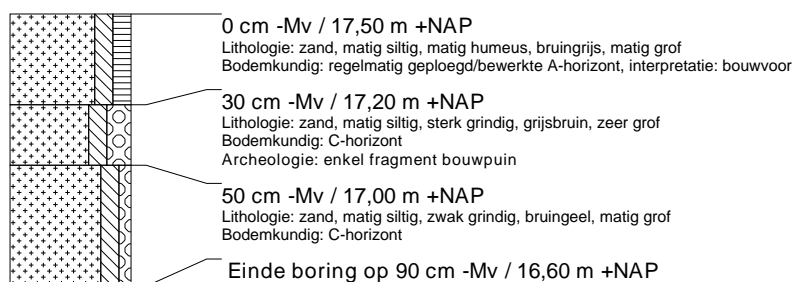 0 cm -Mv / 17,50 m +NAP
Lithologie: zand, matig siltig, matig humeus, bruingrijs, matig grof
Bodemkundig: regelmatig geploegd/bewerkte A-horizont, interpretatie: bouwvoor
30 cm -Mv / 17,20 m +NAP
Lithologie: zand, matig siltig, sterk grindig, grijsbruin, zeer grof
Bodemkundig: C-horizont
Archeologie: enkel fragment bouwpuin
50 cm -Mv / 17,00 m +NAP
Lithologie: zand, matig siltig, zwak grindig, bruingeel, matig grof
Bodemkundig: C-horizont
Einde boring op 90 cm -Mv / 16,60 m +NAP